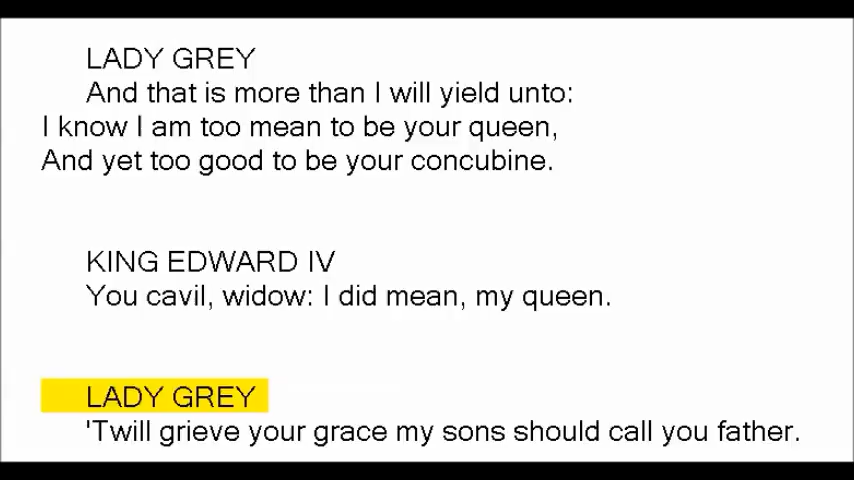 LADY GREY
And that is more than I will yield unto:
I know I am too mean to be your queen,
And yet too good to be your concubine.
KING EDWARD IV
You cavil, widow: I did mean, my queen.
LADY GREY
'Twill grieve your grace my sons should call you father.